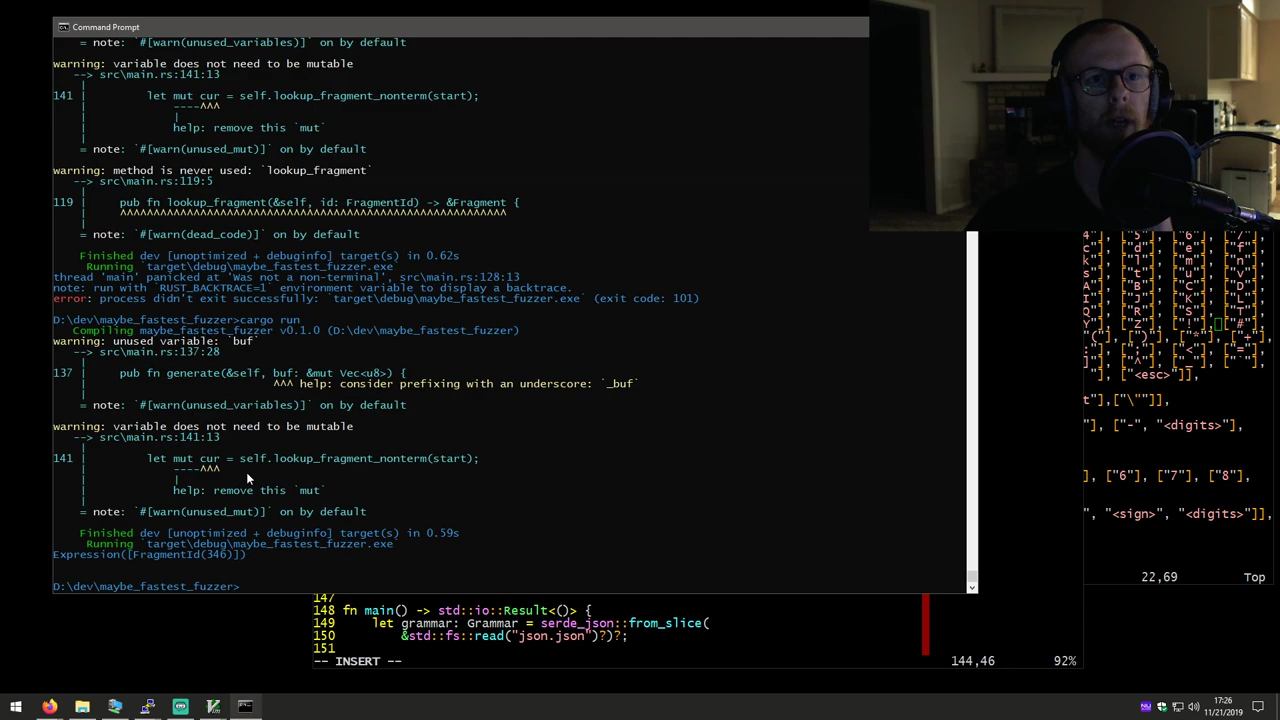 Command Prompt
= note: `#[warn(unused_variables)]` on by default
warning: variable does not need to be mutable
--> src\main.rs:141:13
|
141 | let mut cur = self.lookup_fragment_nonterm(start);
| ----^^^
| |
| help: remove this `mut`
|
= note: `#[warn(unused_mut)]` on by default
warning: method is never used: `lookup_fragment`
--> src\main.rs:119:5
|
119 | pub fn lookup_fragment(&self, id: FragmentId) -> &Fragment {
| ^^^^^^^^^^^^^^^^^^^^^^^^^^^^^^^^^^^^^^^^^^^^^^^^^^^^^^^^^^
|
= note: `#[warn(dead_code)]` on by default
Finished dev [unoptimized + debuginfo] target(s) in 0.62s
Running `target\debug\maybe_fastest_fuzzer.exe`
thread 'main' panicked at 'Was not a non-terminal', src\main.rs:128:13
note: run with `RUST_BACKTRACE=1` environment variable to display a backtrace.
error: process didn't exit successfully: `target\debug\maybe_fastest_fuzzer.exe` (exit code: 101)
D:\dev\maybe_fastest_fuzzer>cargo run
Compiling maybe_fastest_fuzzer v0.1.0 (D:\dev\maybe_fastest_fuzzer)
warning: unused variable: `buf`
--> src\main.rs:137:28
|
137 | pub fn generate(&self, buf: &mut Vec<u8>) {
| ^^^ help: consider prefixing with an underscore: `_buf`
|
= note: `#[warn(unused_variables)]` on by default
warning: variable does not need to be mutable
--> src\main.rs:141:13
|
141 | let mut cur = self.lookup_fragment_nonterm(start);
| ----^^^
| |
| help: remove this `mut`
|
= note: `#[warn(unused_mut)]` on by default
Finished dev [unoptimized + debuginfo] target(s) in 0.59s
Running `target\debug\maybe_fastest_fuzzer.exe`
Expression([FragmentId(346)])
D:\dev\maybe_fastest_fuzzer>
147
148 fn main() -> std::io::Result<()> {
149 let grammar: Grammar = serde_json::from_slice(
150 &std::fs::read("json.json")?)?;
151
-- INSERT --
144,46
92%
4"], ["5"], ["6"], ["7"]
c"], ["d"], ["e"], ["f"]
k"], ["l"], ["m"], ["n"]
s"], ["t"], ["u"], ["v"]
A"], ["B"], ["C"], ["D"]
I"], ["J"], ["K"], ["L"]
Q"], ["R"], ["S"], ["T"]
Y"], ["Z"], ["!"], ["#"]
["("], [")"], ["*"], ["+"]
"], ["<esc>"]],
t"],["\""]],
"], ["-", "<digits>"],
], ["6"], ["7"], ["8"]
>", "<sign>", "<digits>"]],
22,69
Top
17:26
11/21/2019